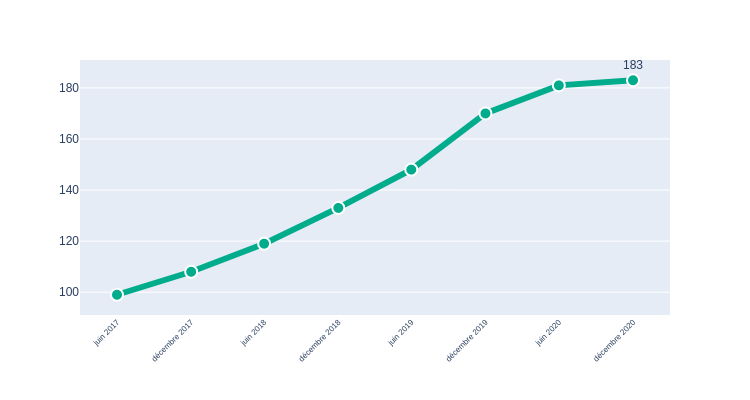 183
180
160
140
120
100
juin 2017
décembre 2017
juin 2018
décembre 2018
juin 2019
décembre 2019
juin 2020
décembre 2020